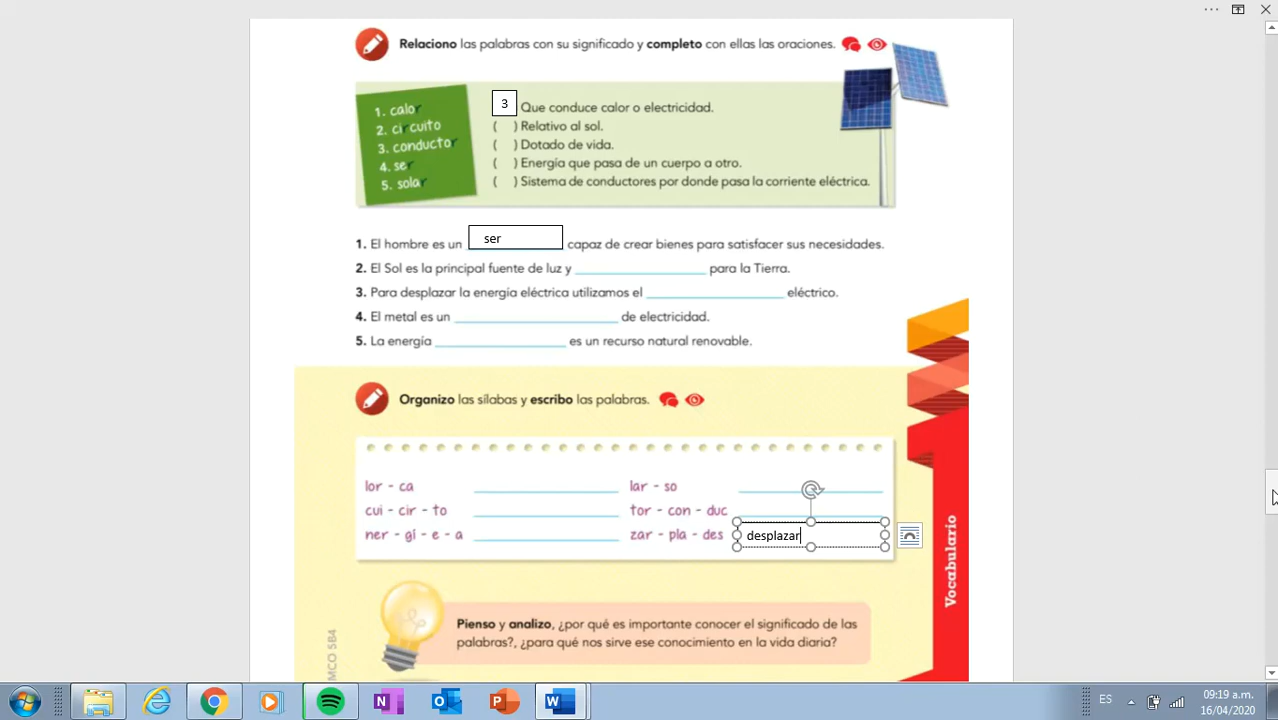 Relaciono las palabras con su significado y completo con ellas las oraciones.
1. calor
2. circuito
3. conductor
4. ser
5. solar
3 Que conduce calor o electricidad.
( ) Relativo al sol.
( ) Dotado de vida.
( ) Energía que pasa de un cuerpo a otro.
( ) Sistema de conductores por donde pasa la corriente eléctrica.
1. El hombre es un ser capaz de crear bienes para satisfacer sus necesidades.
2. El Sol es la principal fuente de luz y ____ para la Tierra.
3. Para desplazar la energía eléctrica utilizamos el ____ eléctrico.
4. El metal es un ____ de electricidad.
5. La energía ____ es un recurso natural renovable.
Organizo las sílabas y escribo las palabras.
lor - ca
cui - cir - to
ner - gí - e - a
lar - so
tor - con - duc
zar - pla - des desplazar
Vocabulario
Pienso y analizo, ¿por qué es importante conocer el significado de las
palabras?, ¿para qué nos sirve ese conocimiento en la vida diaria?
MCO 5B4
ES
09:19 a.m.
16/04/2020